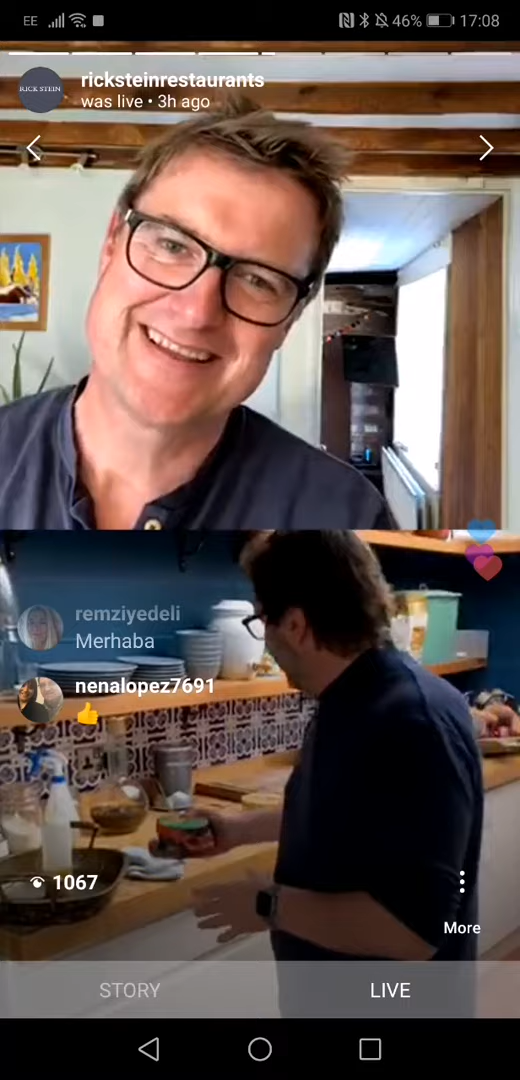 EE 46% 17:08
RICK STEIN
ricksteinrestaurants
was live • 3h ago
remziyedeli
Merhaba
nenalopez7691
👍
1067
More
STORY LIVE